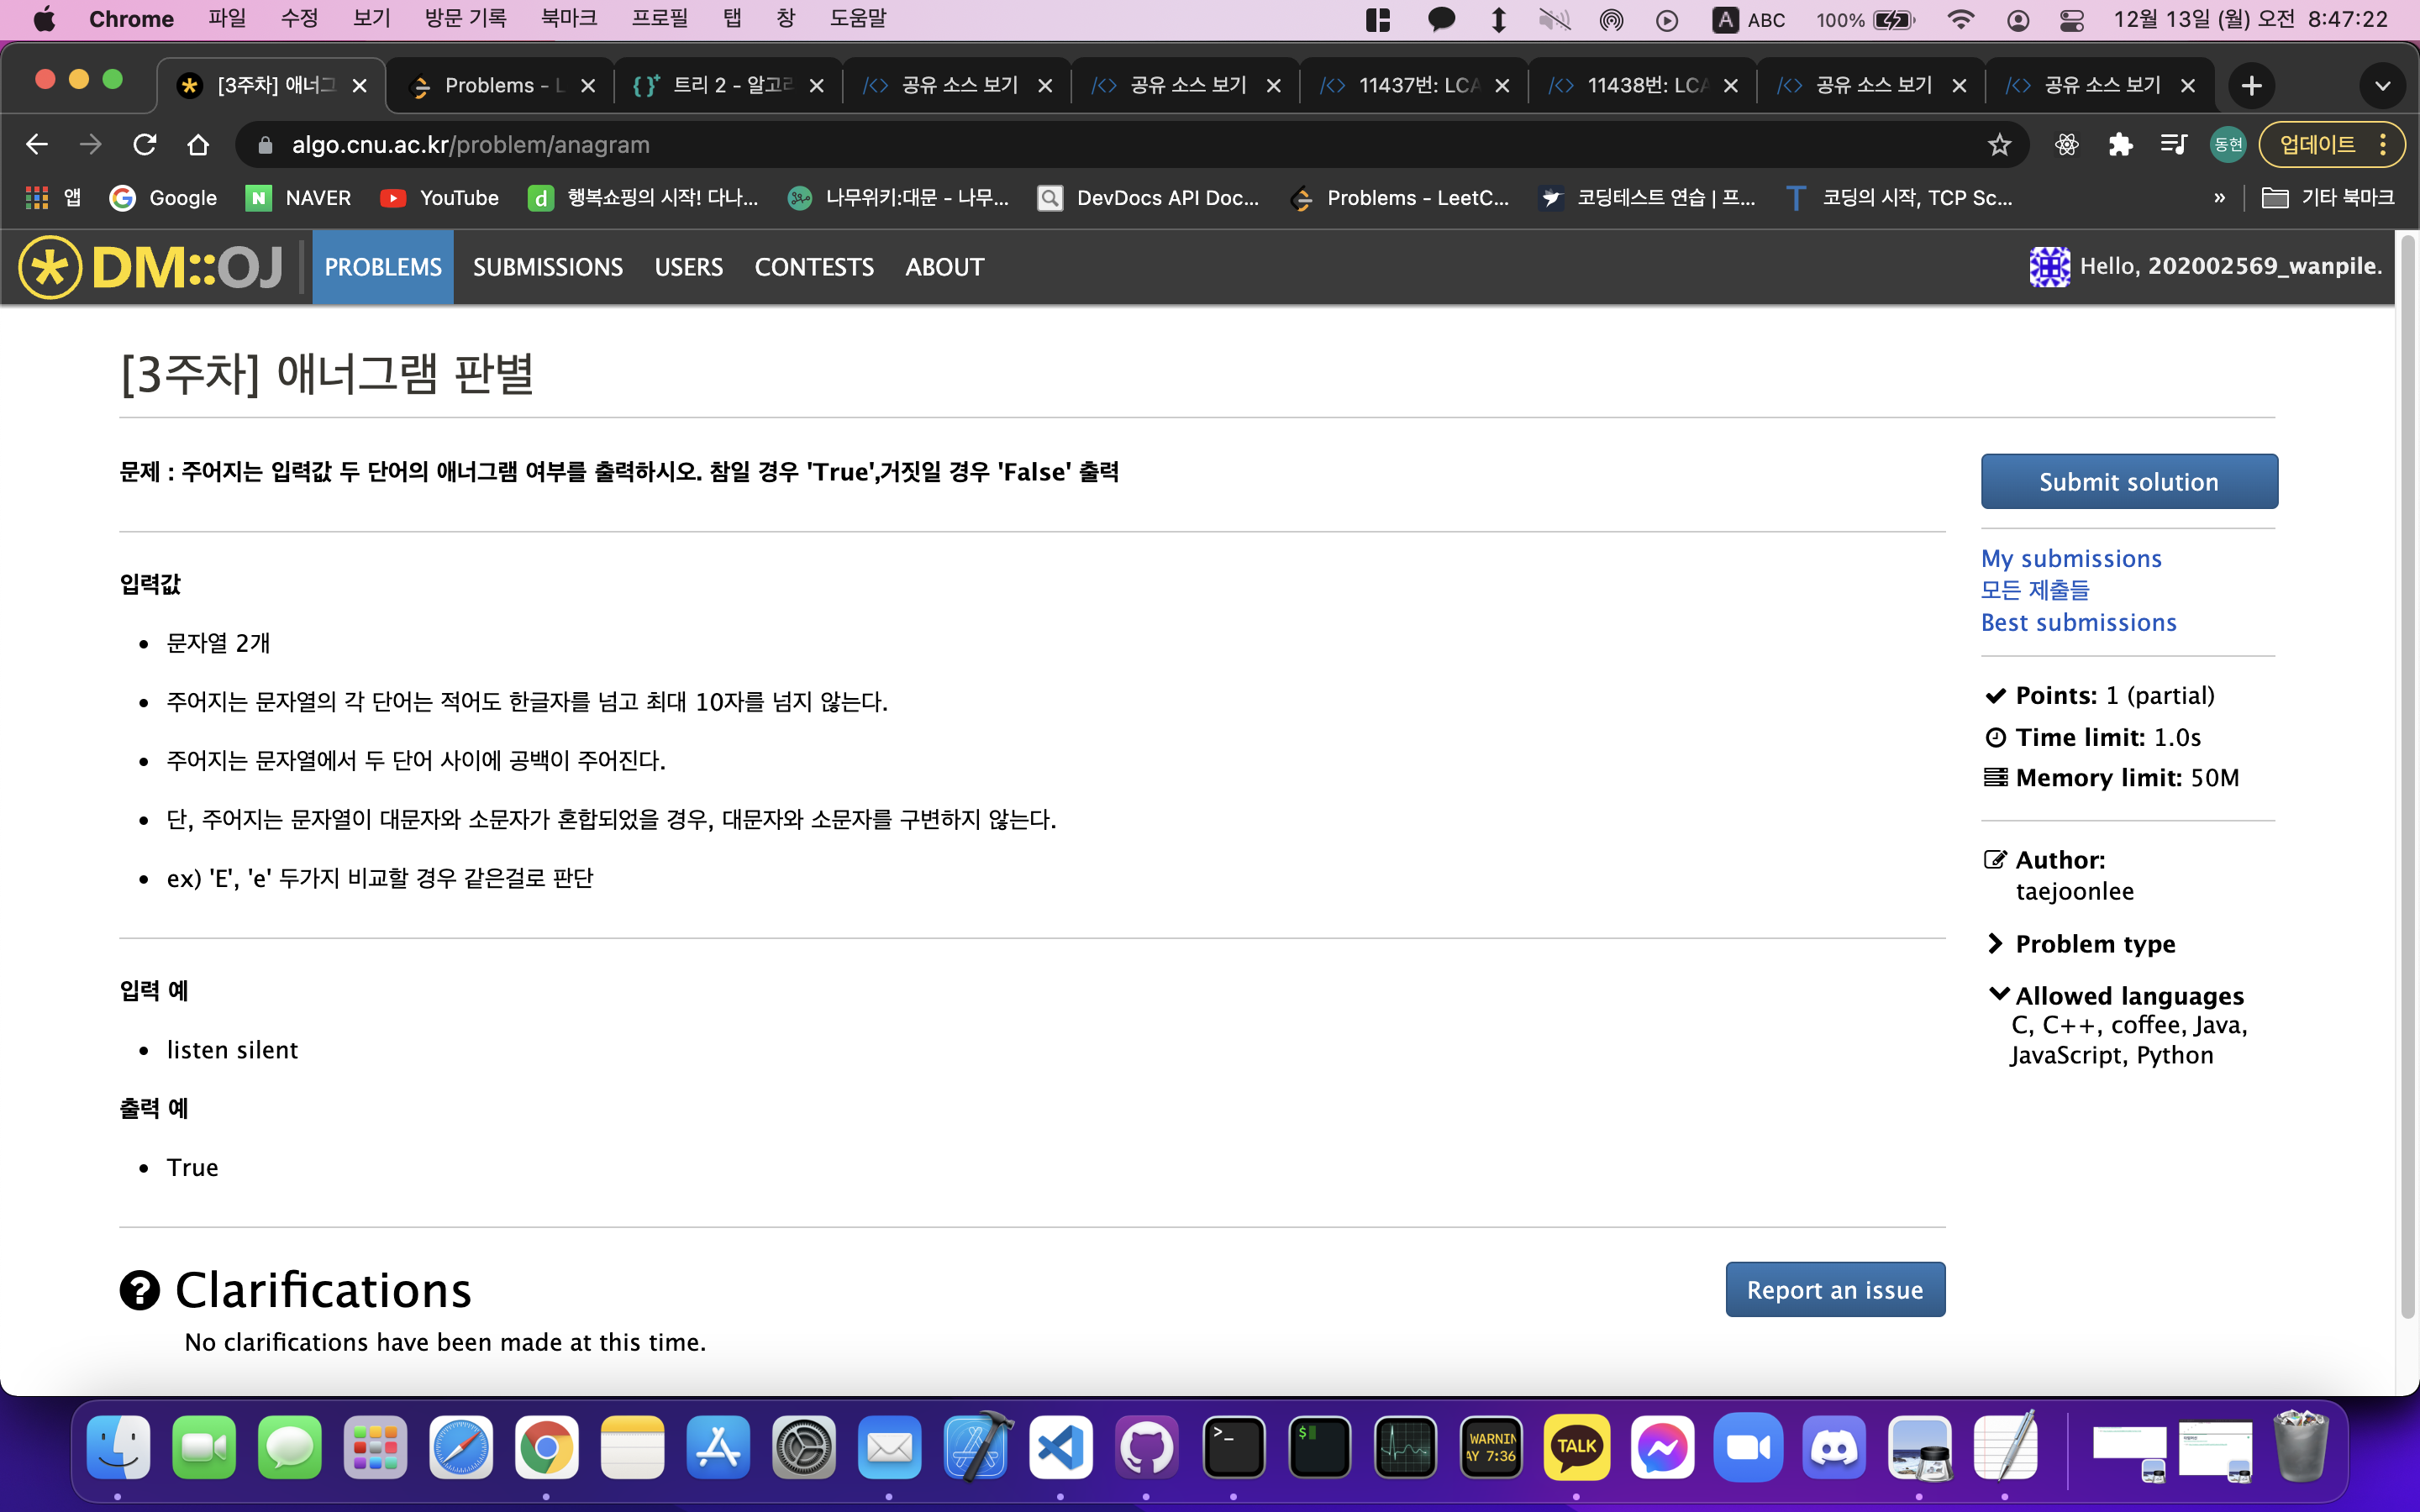 Chrome 파일 수정 보기 방문 기록 북마크 프로필 탭 창 도움말 A ABC 100% 12월 13일 (월) 오전 8:47:22
[3주차] 애너그 Problems - L 트리 2 - 알고리 공유 소스 보기 공유 소스 보기 11437번: LCA 11438번: LCA 공유 소스 보기 공유 소스 보기
algo.cnu.ac.kr/problem/anagram 동현 업데이트
앱 Google NAVER YouTube 행복쇼핑의 시작! 다나... 나무위키:대문 - 나무... DevDocs API Doc... Problems - LeetC... 코딩테스트 연습 | 프... 코딩의 시작, TCP Sc... » 기타 북마크
DM::OJ PROBLEMS SUBMISSIONS USERS CONTESTS ABOUT Hello, 202002569_wanpile.
[3주차] 애너그램 판별
문제 : 주어지는 입력값 두 단어의 애너그램 여부를 출력하시오. 참일 경우 'True',거짓일 경우 'False' 출력
입력값
문자열 2개
주어지는 문자열의 각 단어는 적어도 한글자를 넘고 최대 10자를 넘지 않는다.
주어지는 문자열에서 두 단어 사이에 공백이 주어진다.
단, 주어지는 문자열이 대문자와 소문자가 혼합되었을 경우, 대문자와 소문자를 구변하지 않는다.
ex) 'E', 'e' 두가지 비교할 경우 같은걸로 판단
입력 예
listen silent
출력 예
True
Clarifications
Report an issue
No clarifications have been made at this time.
Submit solution
My submissions
모든 제출들
Best submissions
Points: 1 (partial)
Time limit: 1.0s
Memory limit: 50M
Author:
taejoonlee
Problem type
Allowed languages
C, C++, coffee, Java,
JavaScript, Python
WARNIN
AY 7:36
TALK